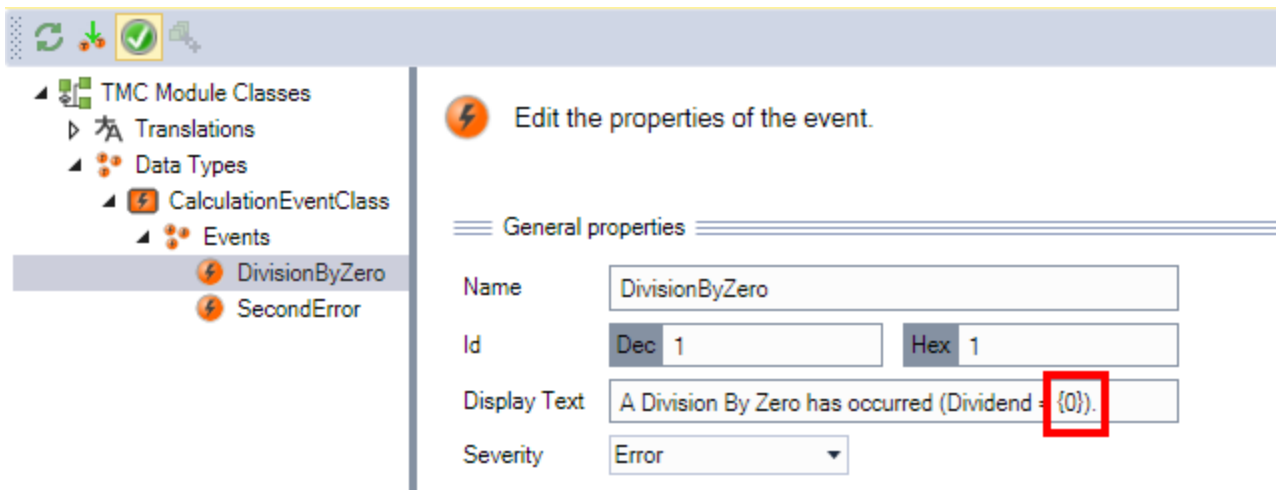 TMC Module Classes
Translations
Data Types
CalculationEventClass
Events
DivisionByZero
SecondError
Edit the properties of the event.
General properties
Name DivisionByZero
Id Dec 1 Hex 1
Display Text A Division By Zero has occurred (Dividend = {0}).
Severity Error